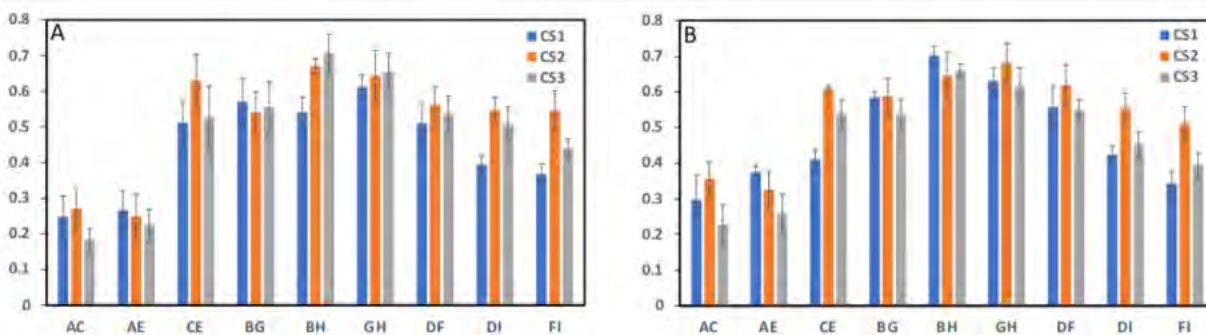 A
0.8
0.7
0.6
0.5
0.4
0.3
0.2
0.1
0
CS1
CS2
CS3
AC AE CE BG BH GH DF DI FI
B
0.8
0.7
0.6
0.5
0.4
0.3
0.2
0.1
0
CS1
CS2
CS3
AC AE CE BG BH GH DF DI FI